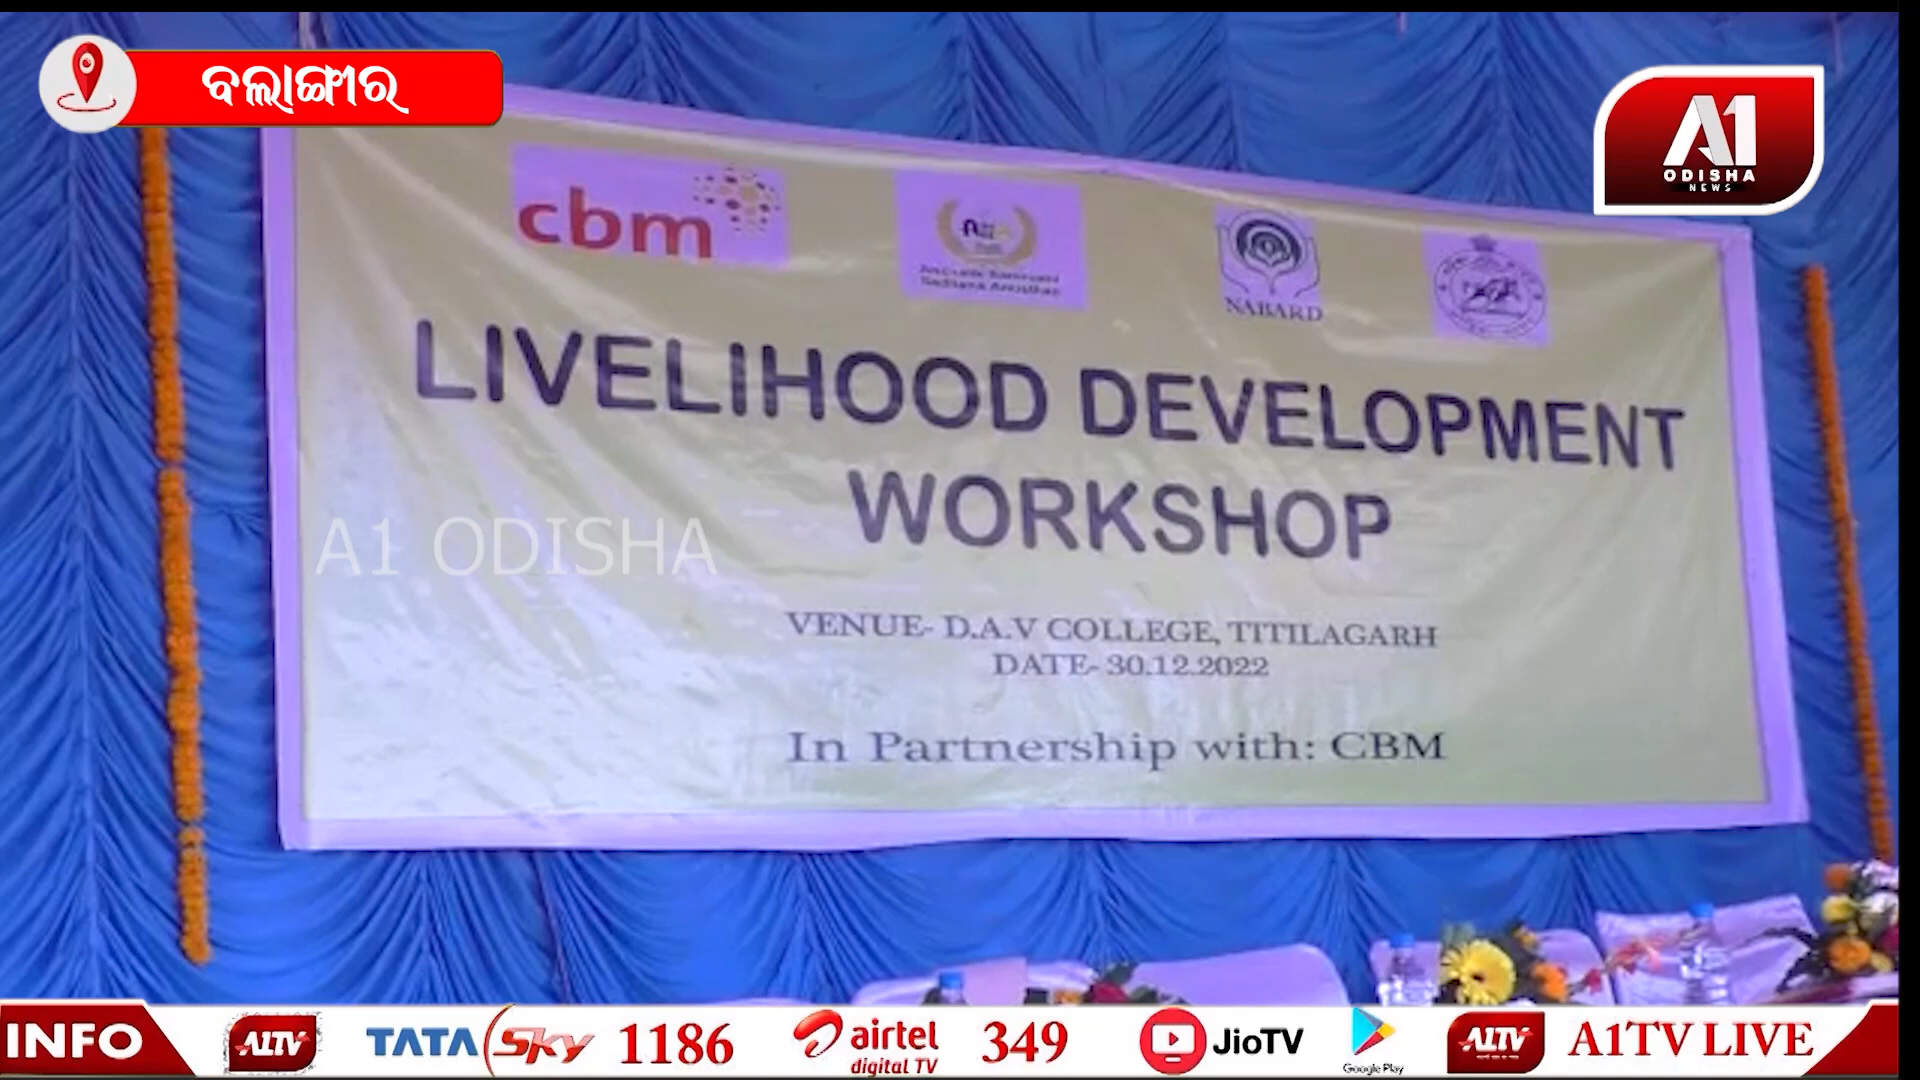 ବଲାଙ୍ଗୀର
A1
ODISHA
NEWS
cbm
NABARD
LIVELIHOOD DEVELOPMENT
WORKSHOP
A1 ODISHA
VENUE- D.A.V COLLEGE, TITILAGARH
DATE- 30.12.2022
In Partnership with: CBM
INFO A1TV TATA Sky 1186 airtel digital TV 349 JioTV Google Play A1TV A1TV LIVE